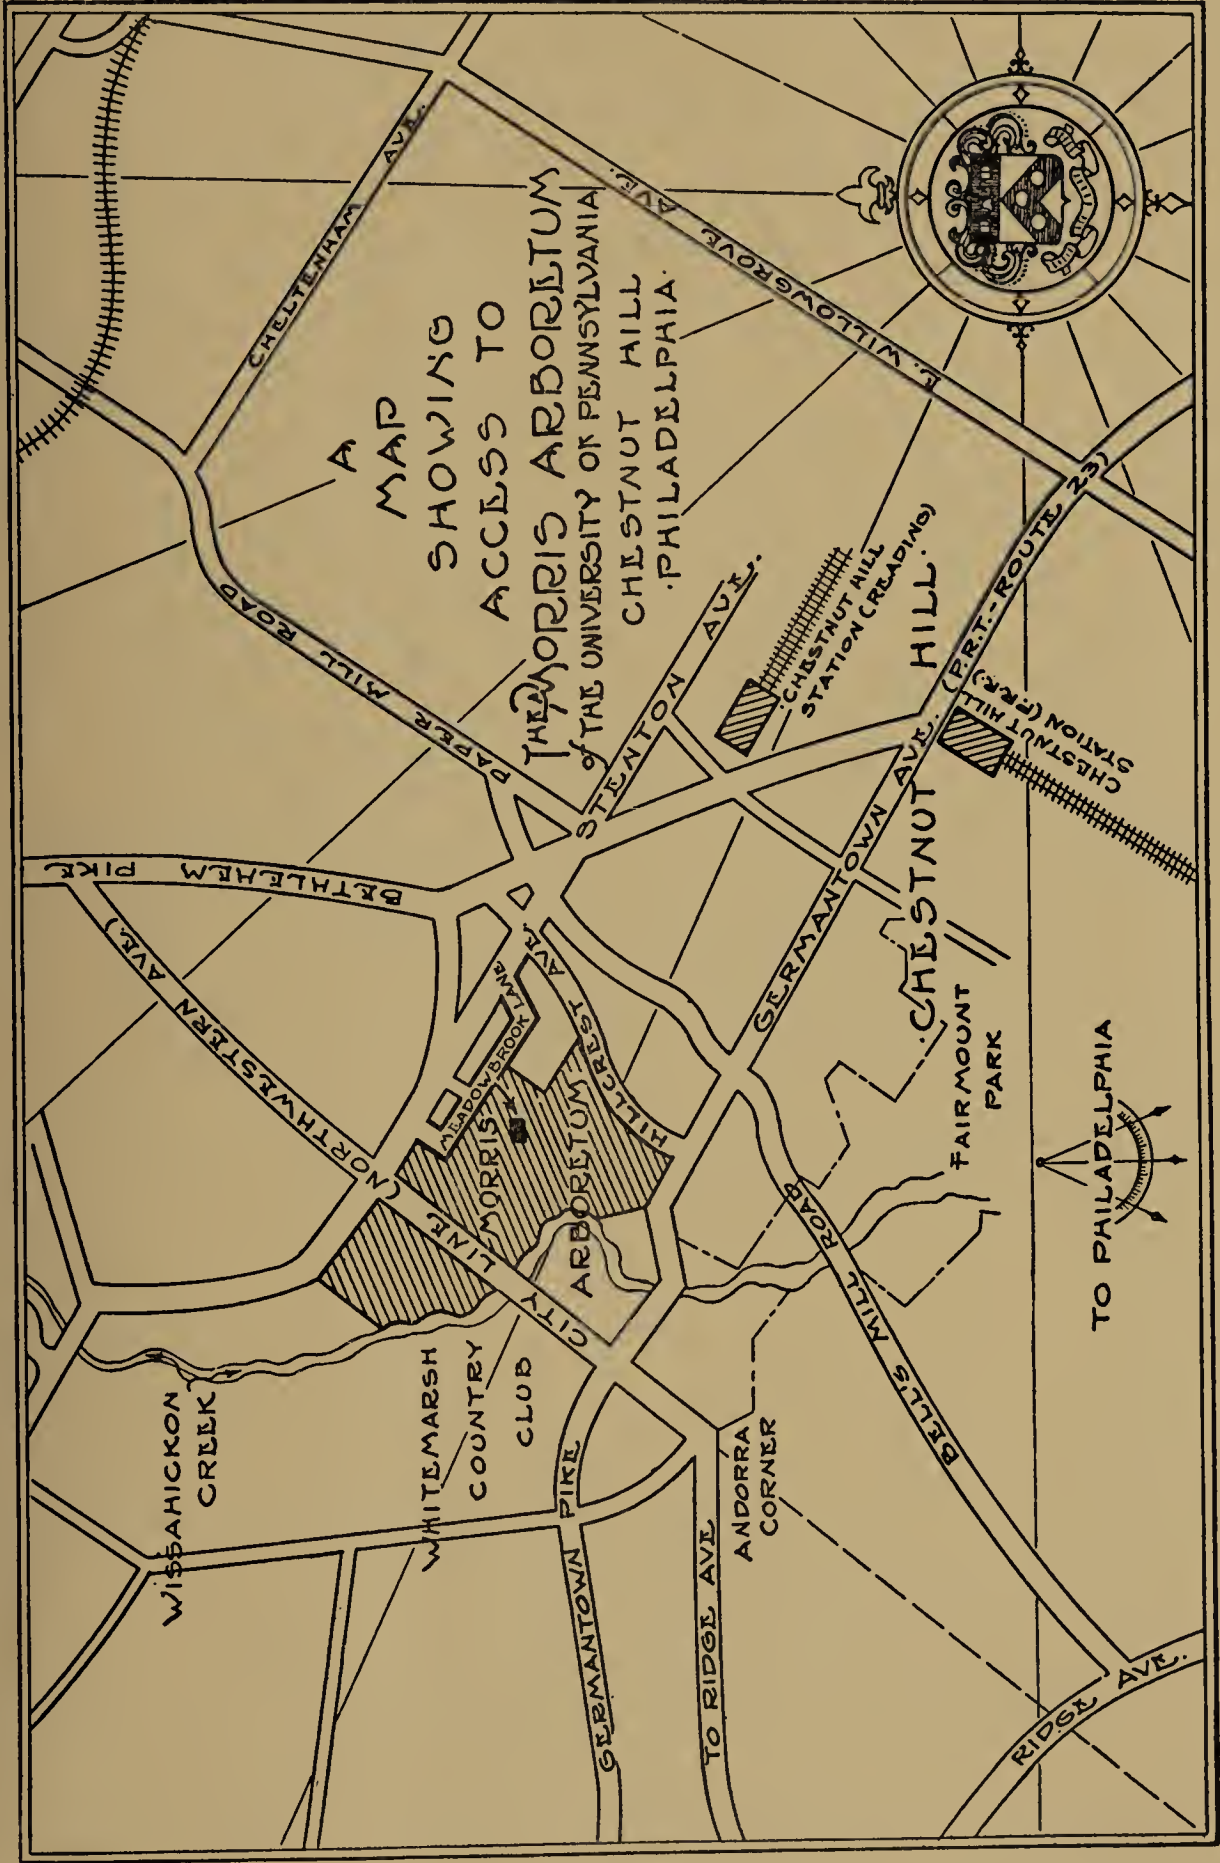 A
MAP
SHOWING
ACCESS TO
THE MORRIS ARBORETUM
of THE UNIVERSITY OF PENNSYLVANIA
CHESTNUT HILL
·PHILADELPHIA·
WISSAHICKON
CREEK
WHITEMARSH
COUNTRY
CLUB
(NORTHWESTERN AVE.)
CITY LINE
BETHLEHEM PIKE
PAPER MILL ROAD
CHELTENHAM AVE.
E. WILLOWGROVE AVE.
STENTON AVE.
MEADOWBROOK LANE
HILLCREST AVE.
MORRIS
ARBORETUM
·CHESTNUT HILL
STATION (READING)
GERMANTOWN AVE. (P.R.T.-ROUTE 23)
·CHESTNUT HILL·
CHESTNUT HILL
STATION (P.R.R.)
GERMANTOWN PIKE
TO RIDGE AVE
ANDORRA
CORNER
BELL'S MILL ROAD
RIDGE AVE.
FAIRMOUNT
PARK
TO PHILADELPHIA